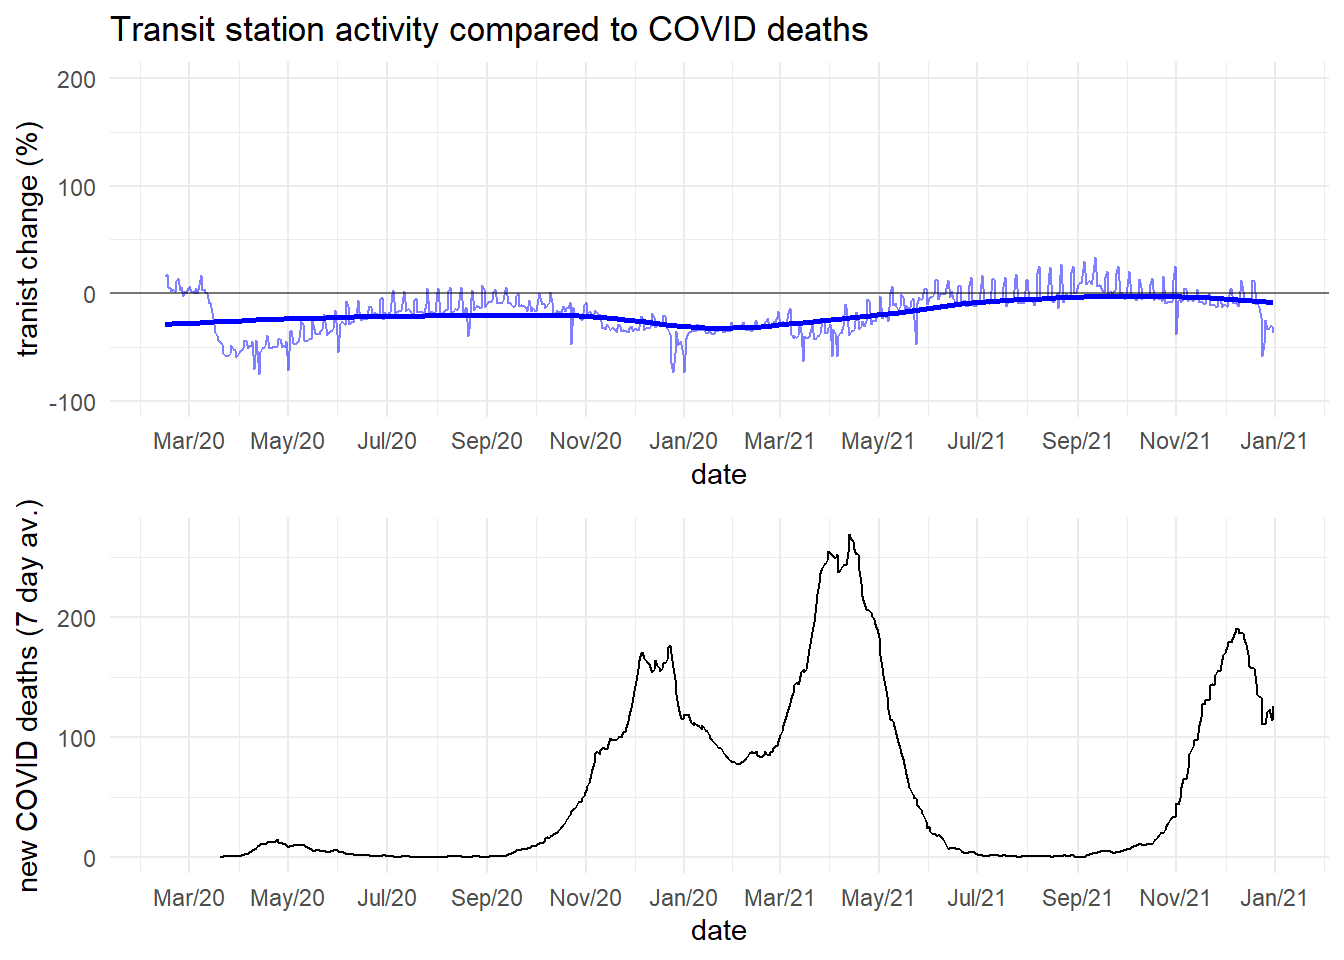 Transit station activity compared to COVID deaths
transist change (%)
200
100
0
-100
Mar/20 May/20 Jul/20 Sep/20 Nov/20 Jan/20 Mar/21 May/21 Jul/21 Sep/21 Nov/21 Jan/21
date
new COVID deaths (7 day av.)
200
100
0
Mar/20 May/20 Jul/20 Sep/20 Nov/20 Jan/20 Mar/21 May/21 Jul/21 Sep/21 Nov/21 Jan/21
date